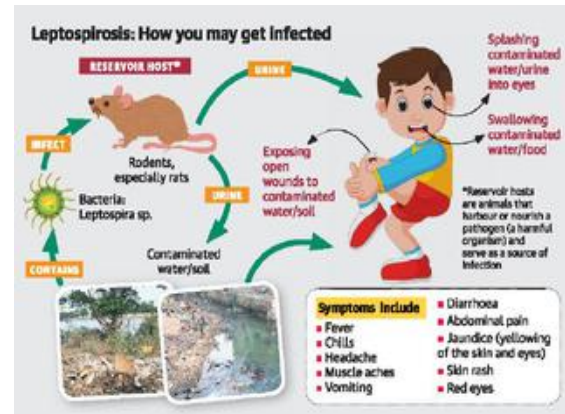 Leptospirosis: How you may get infected
RESERVOIR HOST*
URINE
Splashing
contaminated
water/urine
into eyes
Swallowing
contaminated
water/food
INFECT
Rodents,
especially rats
Exposing
open
wounds to
contaminated
water/soil
URINE
Bacteria:
Leptospira sp.
*Reservoir hosts
are animals that
harbour or nourish a
pathogen (a harmful
organism) and
serve as a source of
infection
Contaminated
water/soil
CONTAINS
Symptoms Include
Fever
Chills
Headache
Muscle aches
Vomiting
Diarrhoea
Abdominal pain
Jaundice (yellowing
of the skin and eyes)
Skin rash
Red eyes